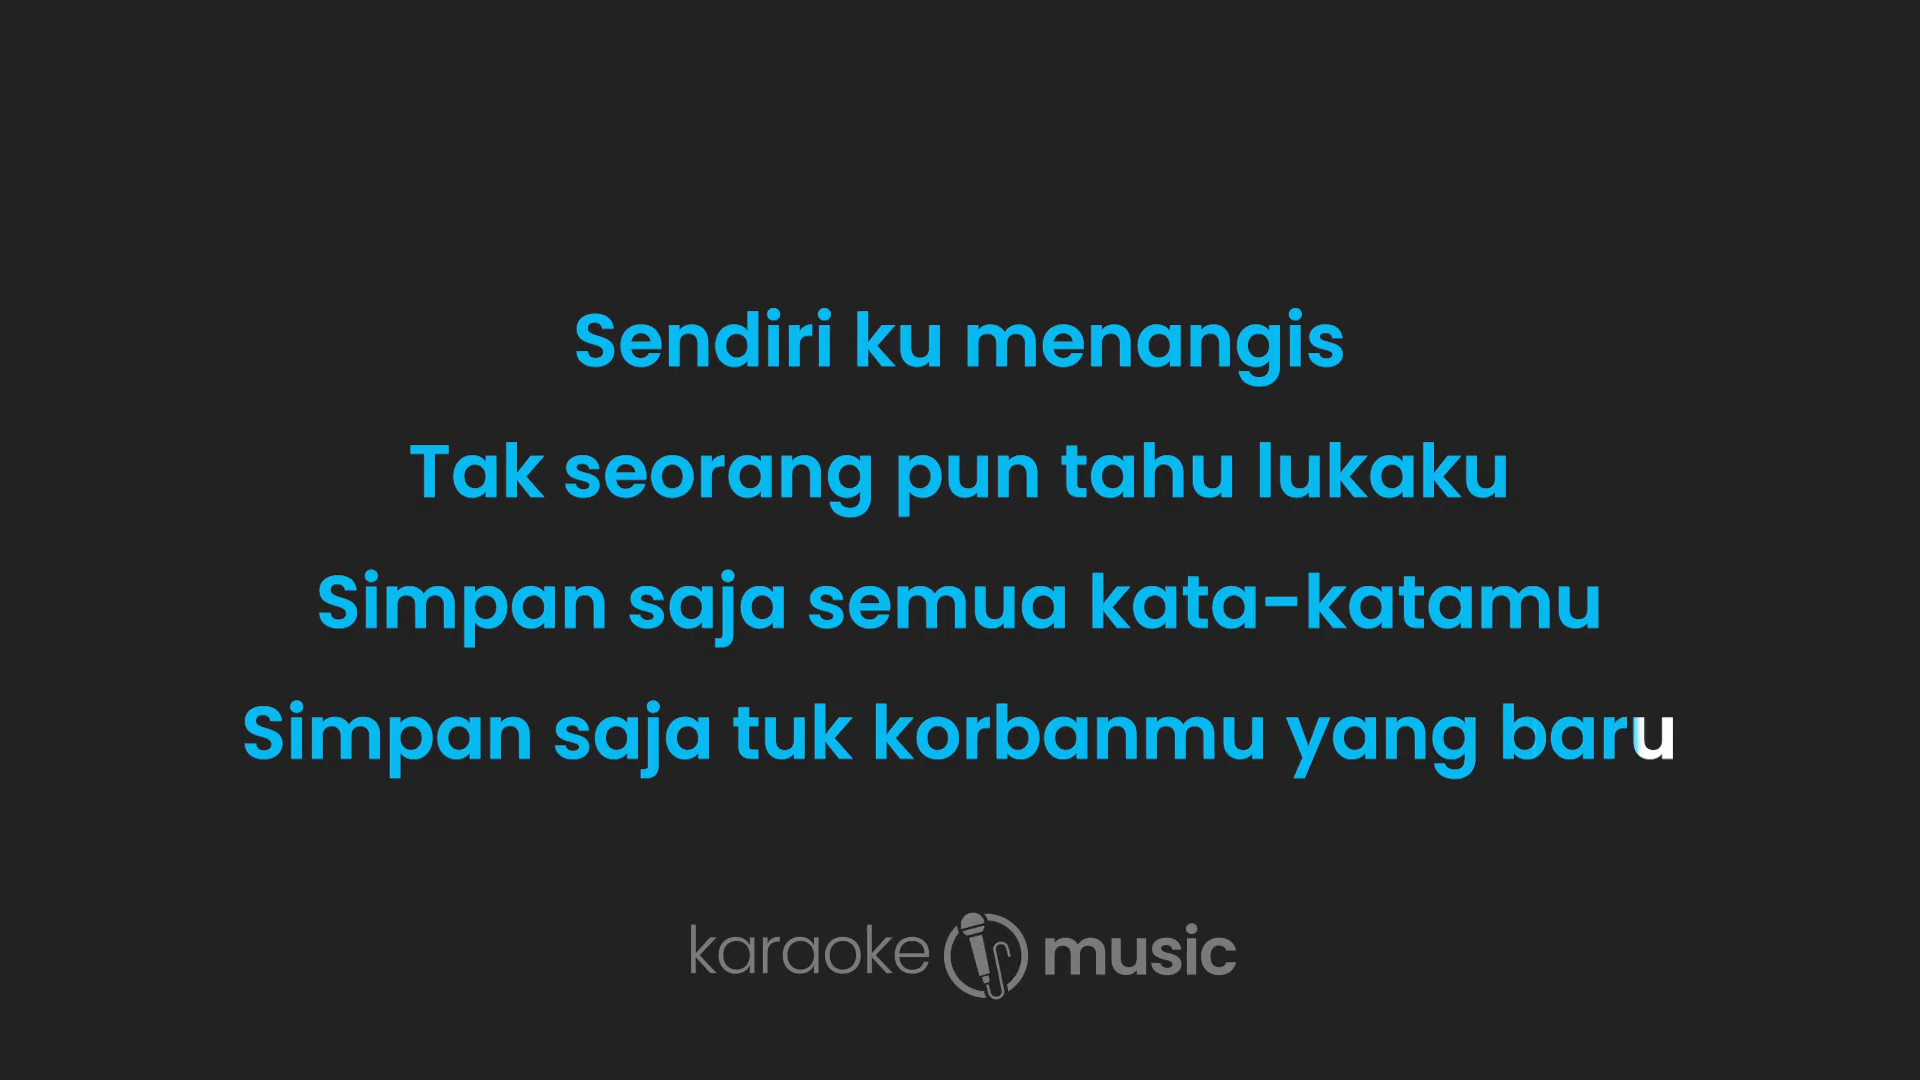 Sendiri ku menangis
Tak seorang pun tahu lukaku
Simpan saja semua kata-katamu
Simpan saja tuk korbanmu yang baru
karaoke music